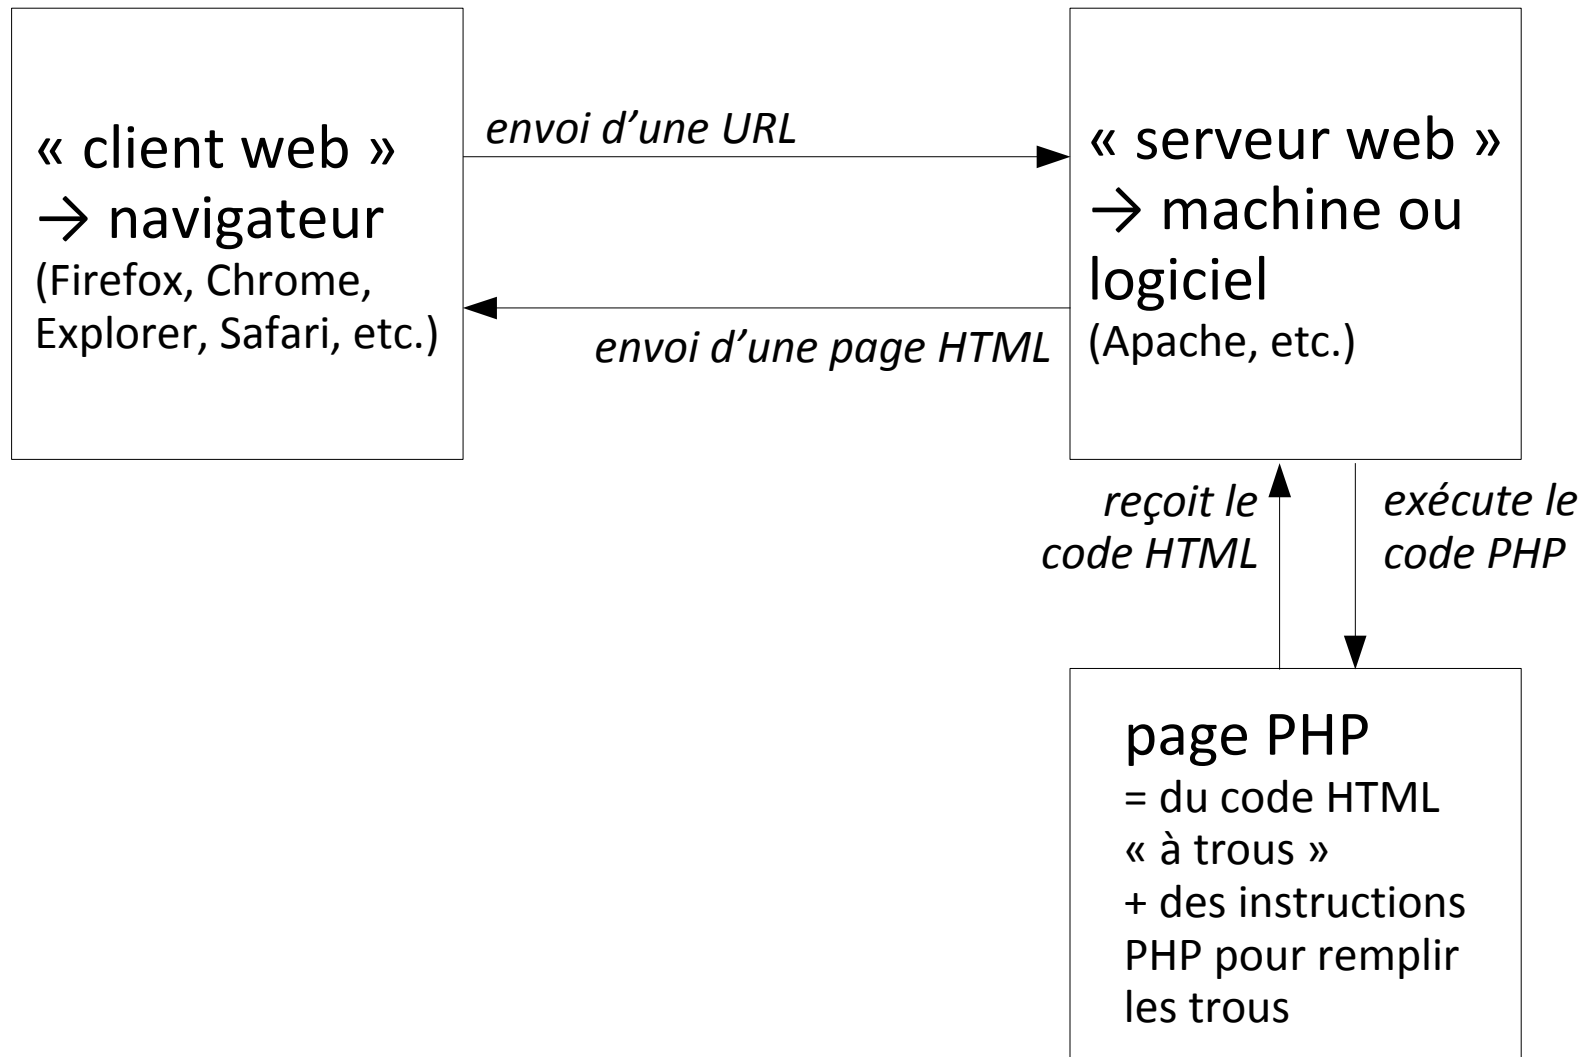 « client web »
→ navigateur
(Firefox, Chrome,
Explorer, Safari, etc.)
envoi d’une URL
envoi d’une page HTML
« serveur web »
→ machine ou
logiciel
(Apache, etc.)
reçoit le
code HTML
exécute le
code PHP
page PHP
= du code HTML
« à trous »
+ des instructions
PHP pour remplir
les trous